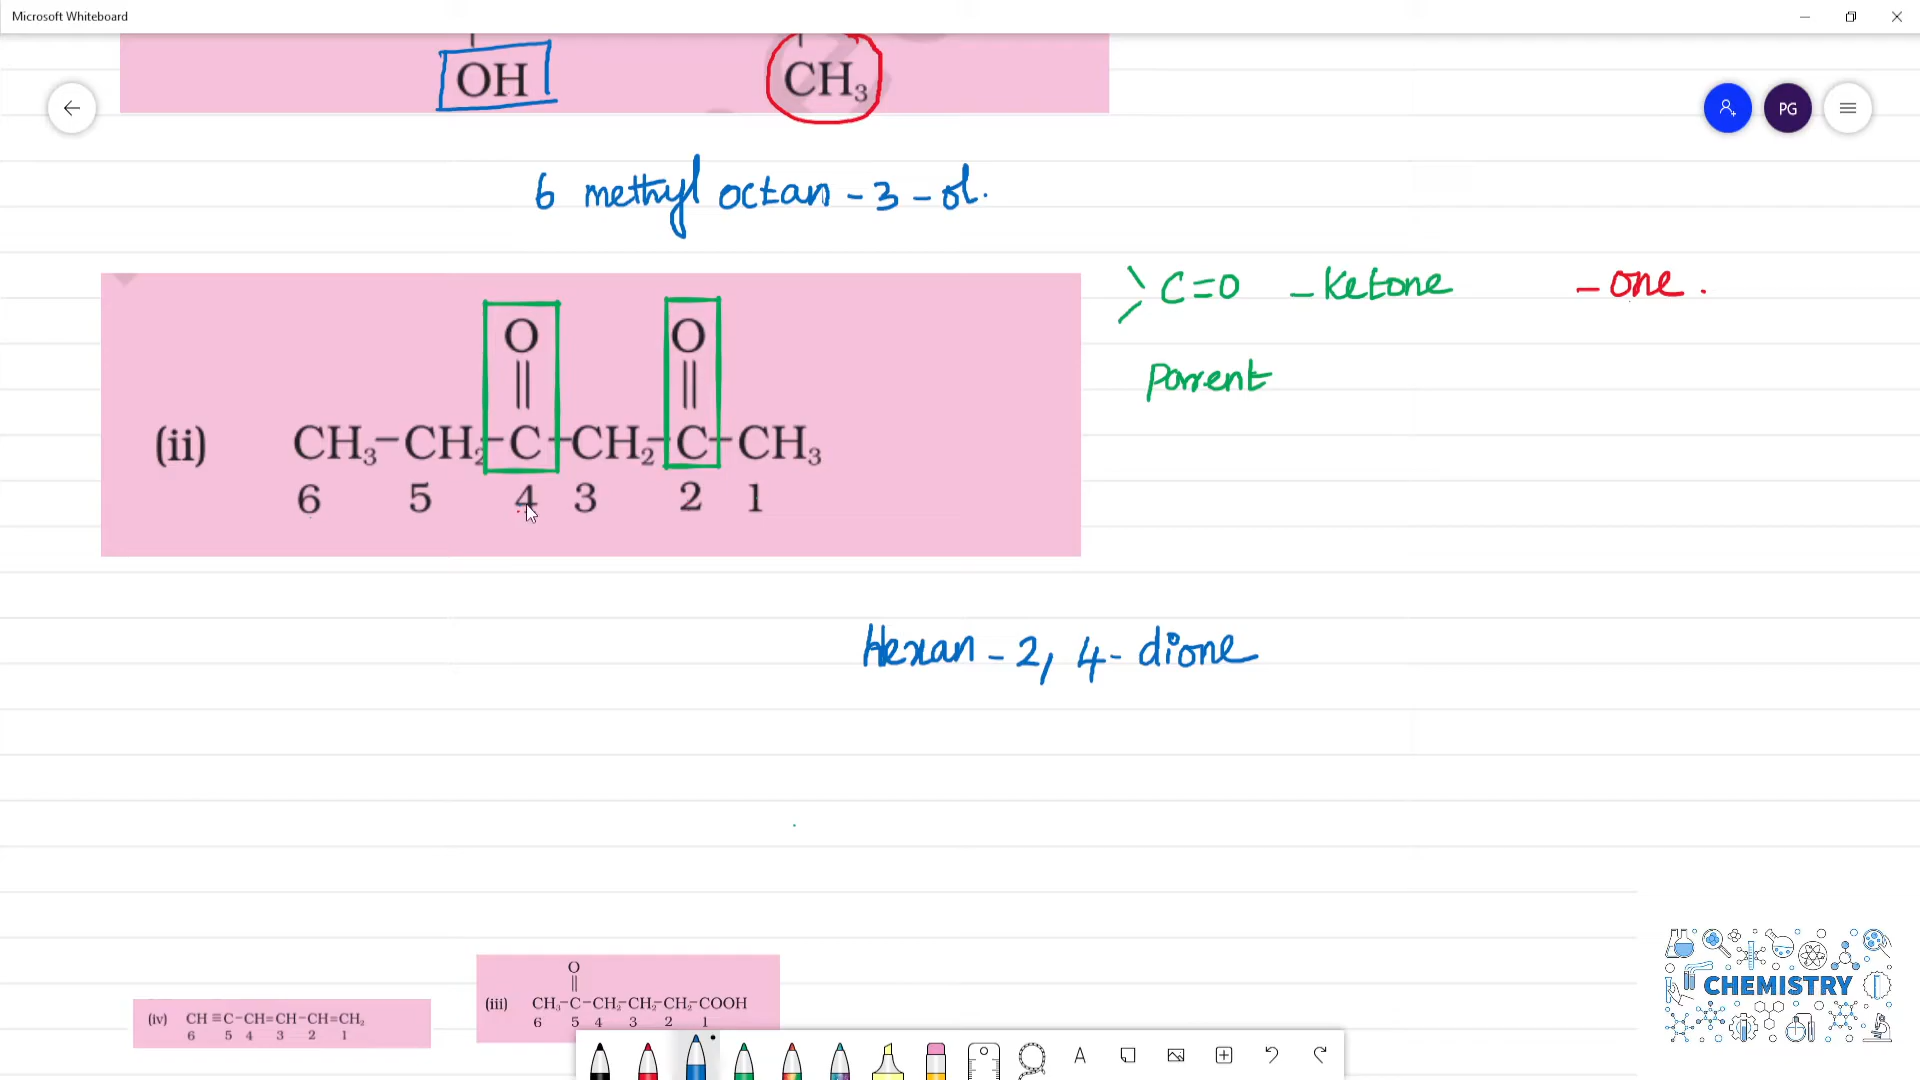 Microsoft Whiteboard
OH
CH₃
PG
6 methyl octan - 3 - ol.
C=O - Ketone - one.
Parent
O O
(ii) CH₃-CH₂-C-CH₂-C-CH₃
6 5 4 3 2 1
Hexan - 2, 4 - dione
O
(iii) CH₃-C-CH₂-CH₂-CH₂-COOH
6 5 4 3 2 1
(iv) CH≡C-CH=CH-CH=CH₂
6 5 4 3 2 1
CHEMISTRY
A